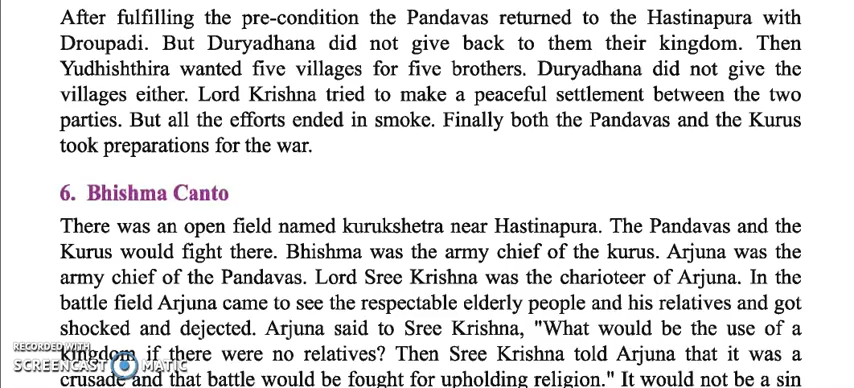 After fulfilling the pre-condition the Pandavas returned to the Hastinapura with
Droupadi. But Duryadhana did not give back to them their kingdom. Then
Yudhishthira wanted five villages for five brothers. Duryadhana did not give the
villages either. Lord Krishna tried to make a peaceful settlement between the two
parties. But all the efforts ended in smoke. Finally both the Pandavas and the Kurus
took preparations for the war.
6. Bhishma Canto
There was an open field named kurukshetra near Hastinapura. The Pandavas and the
Kurus would fight there. Bhishma was the army chief of the kurus. Arjuna was the
army chief of the Pandavas. Lord Sree Krishna was the charioteer of Arjuna. In the
battle field Arjuna came to see the respectable elderly people and his relatives and got
shocked and dejected. Arjuna said to Sree Krishna, "What would be the use of a
kingdom if there were no relatives? Then Sree Krishna told Arjuna that it was a
crusade and that battle would be fought for upholding religion." It would not be a sin
RECORDED WITH
SCREENCAST MATIC